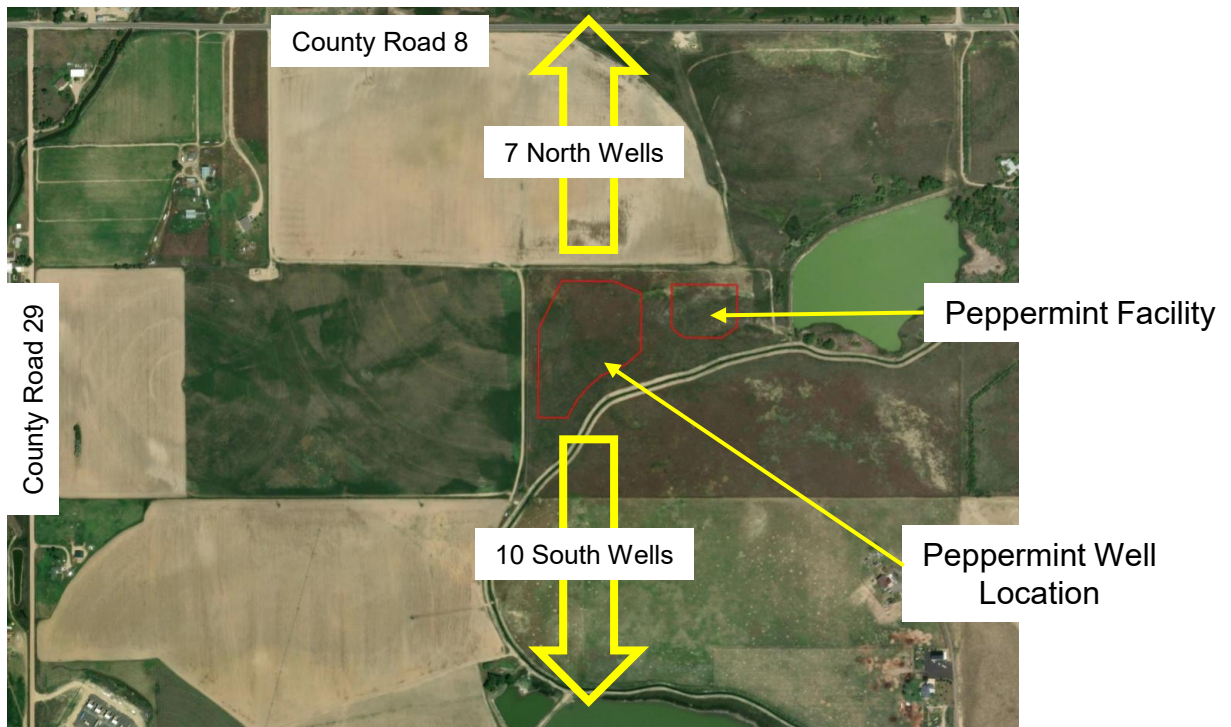 County Road 8
7 North Wells
Peppermint Facility
County Road 29
10 South Wells
Peppermint Well
Location